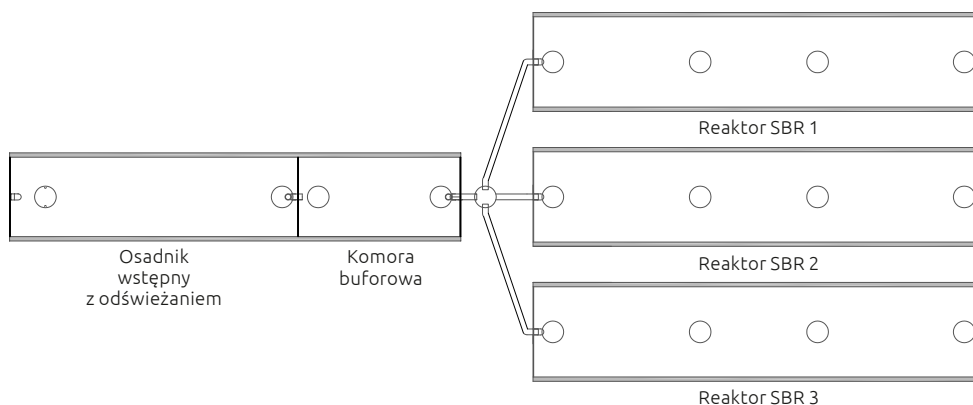 Reaktor SBR 1
Osadnik
wstępny
z odświeżaniem
Komora
buforowa
Reaktor SBR 2
Reaktor SBR 3